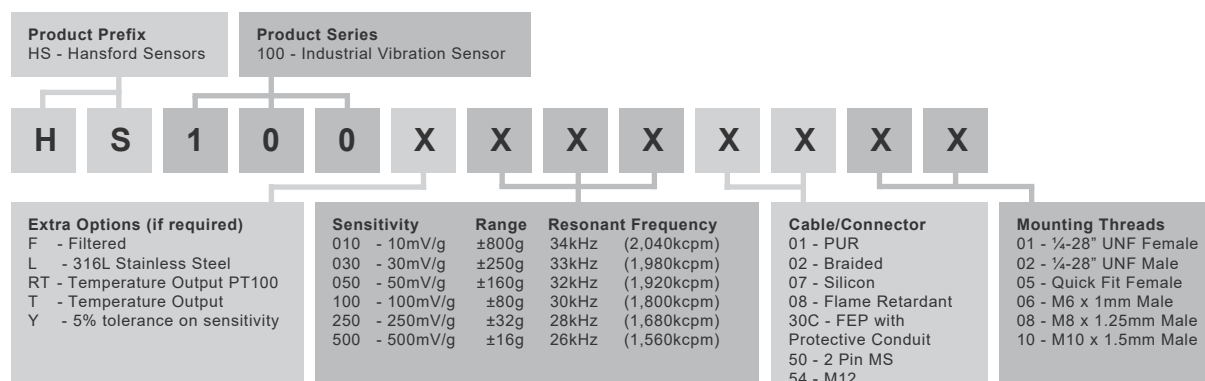 Product Prefix
HS - Hansford Sensors
Product Series
100 - Industrial Vibration Sensor
H S 1 0 0 X X X X X X X X
Extra Options (if required)
F - Filtered
L - 316L Stainless Steel
RT - Temperature Output PT100
T - Temperature Output
Y - 5% tolerance on sensitivity
Sensitivity Range Resonant Frequency
010 - 10mV/g ±800g 34kHz (2,040kcpm)
030 - 30mV/g ±250g 33kHz (1,980kcpm)
050 - 50mV/g ±160g 32kHz (1,920kcpm)
100 - 100mV/g ±80g 30kHz (1,800kcpm)
250 - 250mV/g ±32g 28kHz (1,680kcpm)
500 - 500mV/g ±16g 26kHz (1,560kcpm)
Cable/Connector
01 - PUR
02 - Braided
07 - Silicon
08 - Flame Retardant
30C - FEP with
Protective Conduit
50 - 2 Pin MS
54 - M12
Mounting Threads
01 - ¼-28” UNF Female
02 - ¼-28” UNF Male
05 - Quick Fit Female
06 - M6 x 1mm Male
08 - M8 x 1.25mm Male
10 - M10 x 1.5mm Male